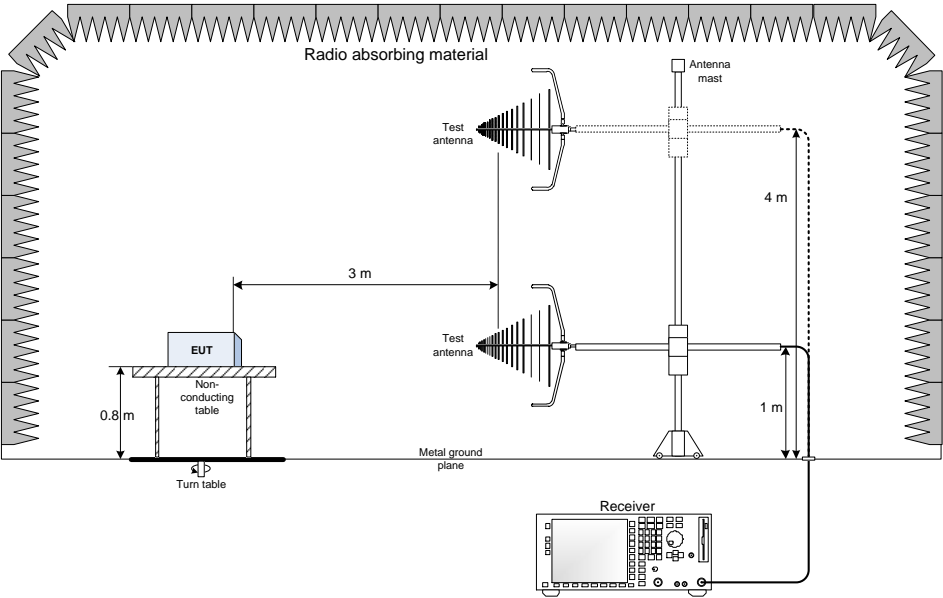 Radio absorbing material
Antenna
mast
Test
antenna
4 m
3 m
Test
antenna
EUT
Non-
conducting
table
0.8 m
1 m
Metal ground
plane
Turn table
Receiver